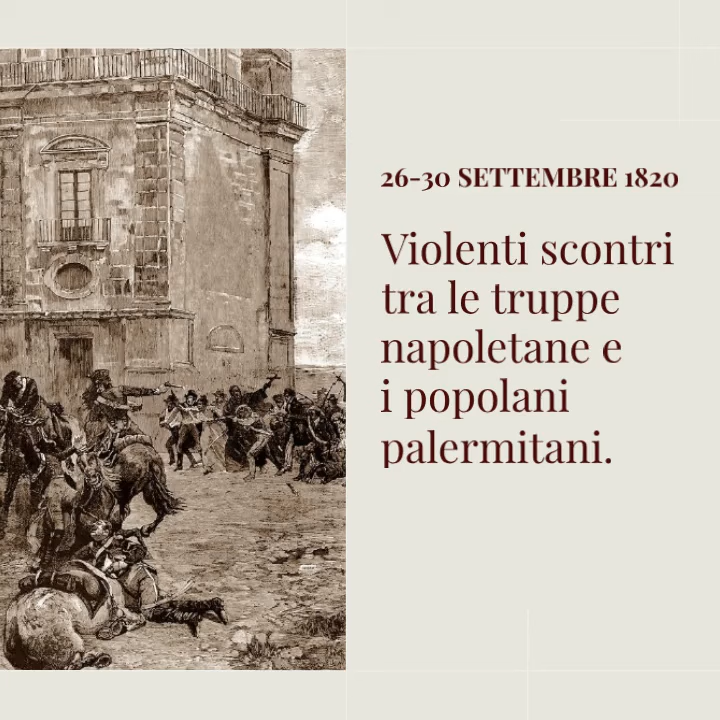 26-30 SETTEMBRE 1820
Violenti scontri
tra le truppe
napoletane e
i popolani
palermitani.